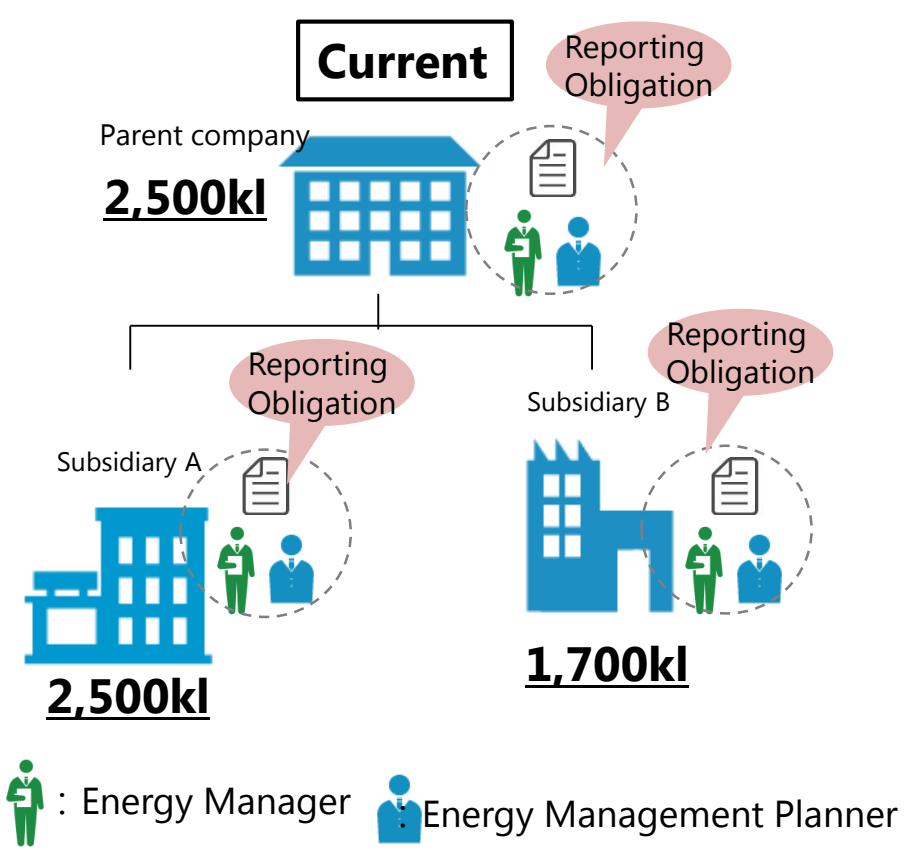 Current
Reporting
Obligation
Parent company
2,500kl
Reporting
Obligation
Reporting
Obligation
Subsidiary A
Subsidiary B
2,500kl
1,700kl
: Energy Manager
: Energy Management Planner